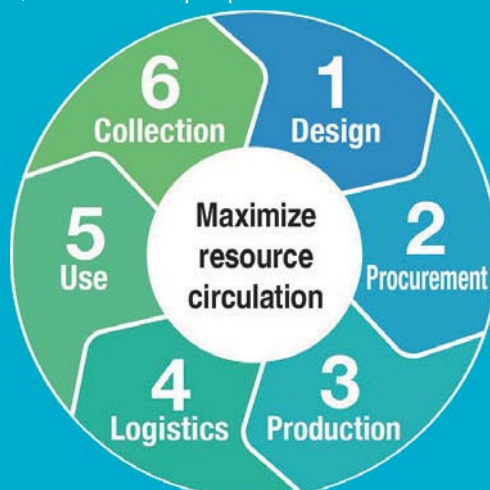 1
Design
2
Procurement
3
Production
4
Logistics
5
Use
6
Collection
Maximize
resource
circulation